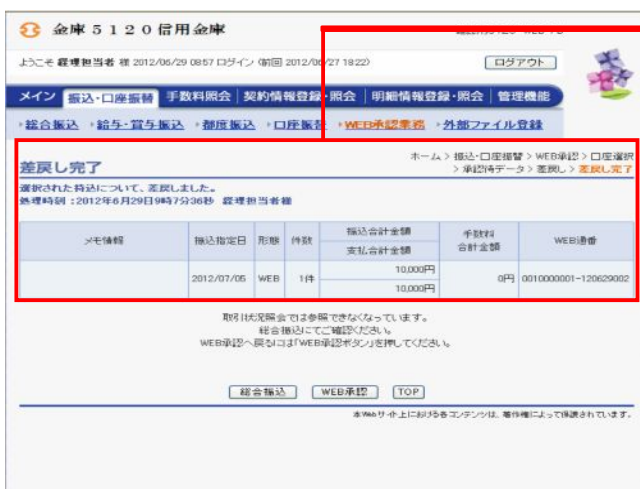 金庫5120信用金庫
ようこそ 経理担当者 様 2012/06/29 0857 ログイン (前回 2012/06/27 1822)
ログアウト
メイン 振込・口座振替 手数料照会 契約情報登録・照会 明細情報登録・照会 管理機能
総合振込 給与・賞与振込 都度振込 口座振替 WEB承認業務 外部ファイル登録
差戻し完了
ホーム > 振込・口座振替 > WEB承認 > 口座選択
> 承認待データ > 差戻し > 差戻し完了
選択された持込について、差戻しました。
処理時刻:2012年6月29日9時7分36秒 経理担当者様
メモ情報 振込指定日 形態 件数 振込合計金額 手数料合計金額 WEB通番
支払合計金額
2012/07/05 WEB 1件 10,000円 0円 0010000001-120629002
10,000円
取引状況照会では参照できなくなっています。
総合振込にてご確認ください。
WEB承認へ戻るには「WEB承認ボタン」を押してください。
総合振込 WEB承認 TOP
本Webサイト上における各コンテンツは、著作権によって保護されています。